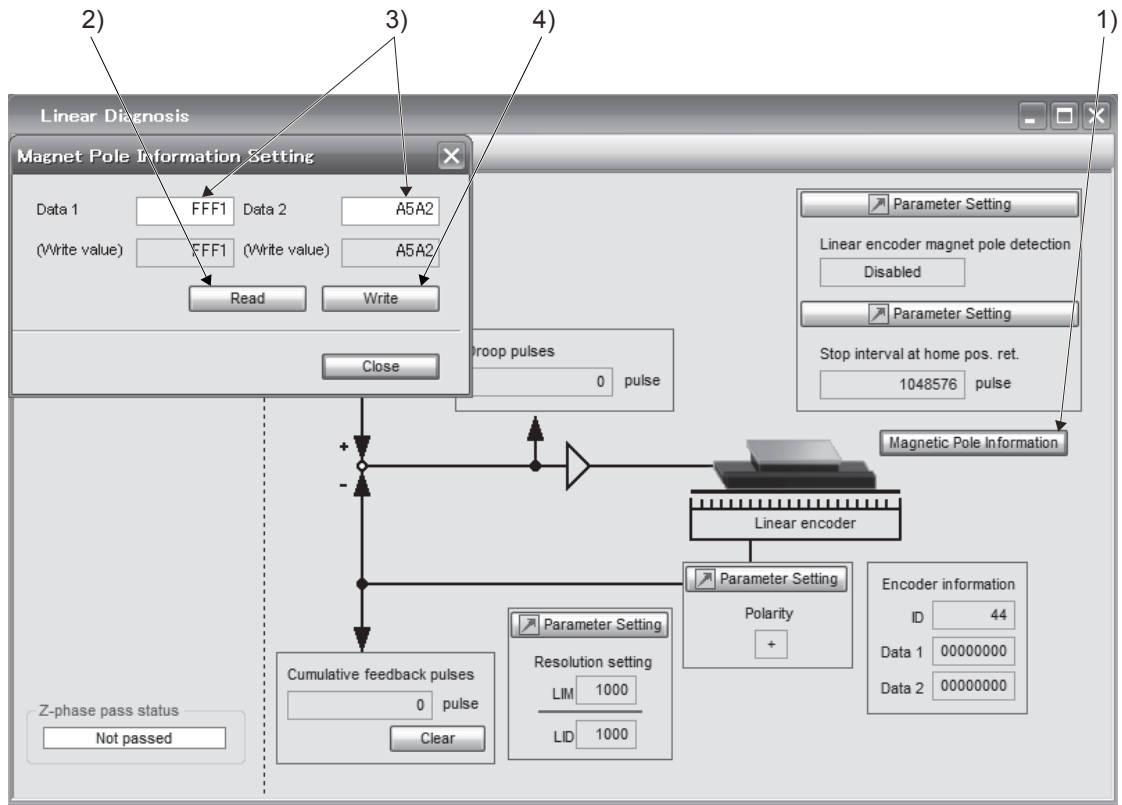 2)
3)
4)
1)
Linear Diagnosis
Magnet Pole Information Setting
Data 1 FFF1 Data 2 A5A2
(Write value) FFF1 (Write value) A5A2
Read Write
Close
Parameter Setting
Linear encoder magnet pole detection
Disabled
Parameter Setting
Stop interval at home pos. ret.
1048576 pulse
Magnetic Pole Information
Droop pulses
0 pulse
+
-
Linear encoder
Parameter Setting
Polarity
+
Encoder information
ID 44
Data 1 00000000
Data 2 00000000
Parameter Setting
Resolution setting
LIM 1000
LID 1000
Cumulative feedback pulses
0 pulse
Clear
Z-phase pass status
Not passed